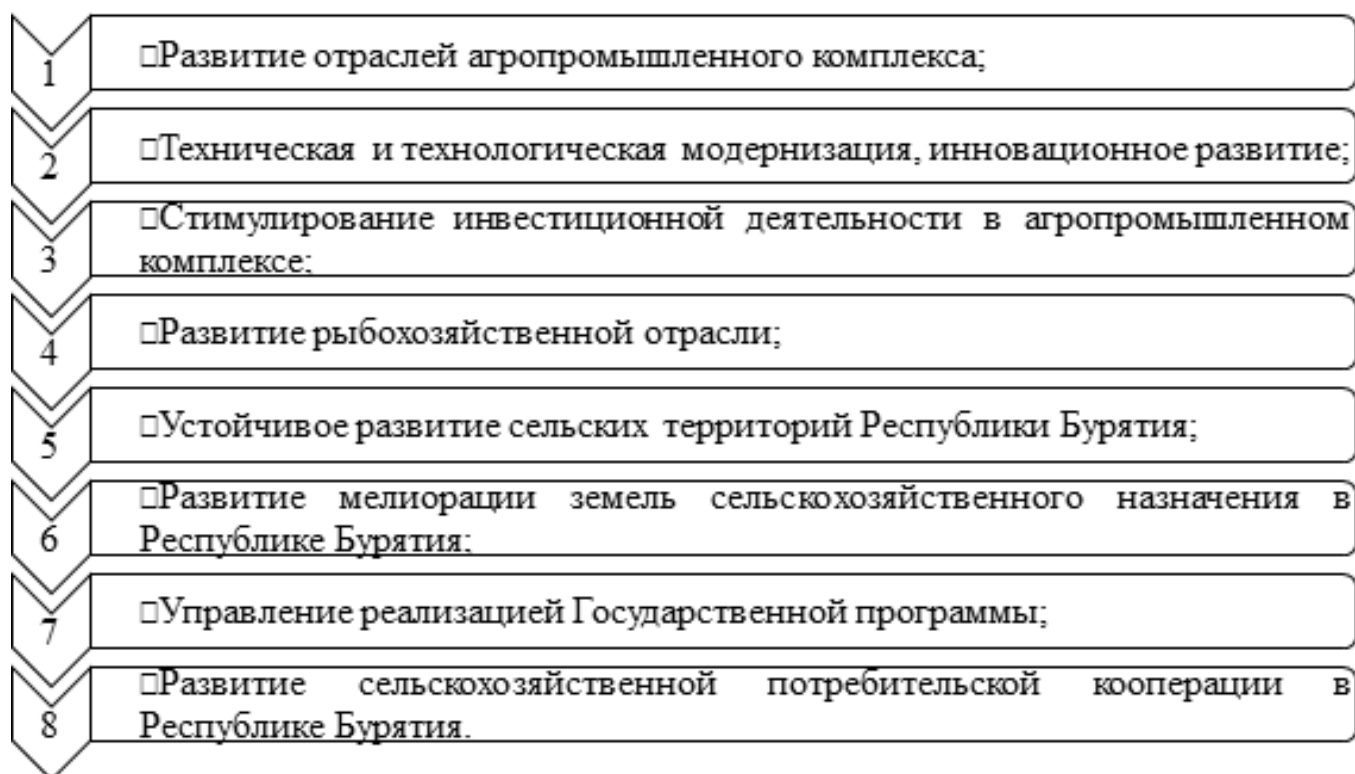 1
□Развитие отраслей агропромышленного комплекса;
2
□Техническая и технологическая модернизация, инновационное развитие;
3
□Стимулирование инвестиционной деятельности в агропромышленном
комплексе;
4
□Развитие рыбохозяйственной отрасли;
5
□Устойчивое развитие сельских территорий Республики Бурятия;
6
□Развитие мелиорации земель сельскохозяйственного назначения в
Республике Бурятия;
7
□Управление реализацией Государственной программы;
8
□Развитие сельскохозяйственной потребительской кооперации в
Республике Бурятия.